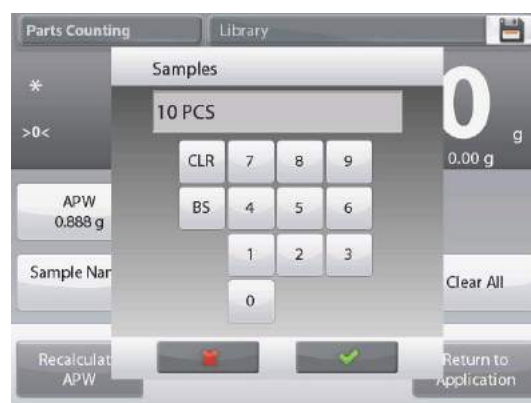 Parts Counting
Library
Samples
10 PCS
*
>0<
0
g
0.00 g
CLR 7 8 9
BS 4 5 6
1 2 3
0
APW
0.888 g
Sample Nar
Clear All
Recalculat
APW
Return to
Application